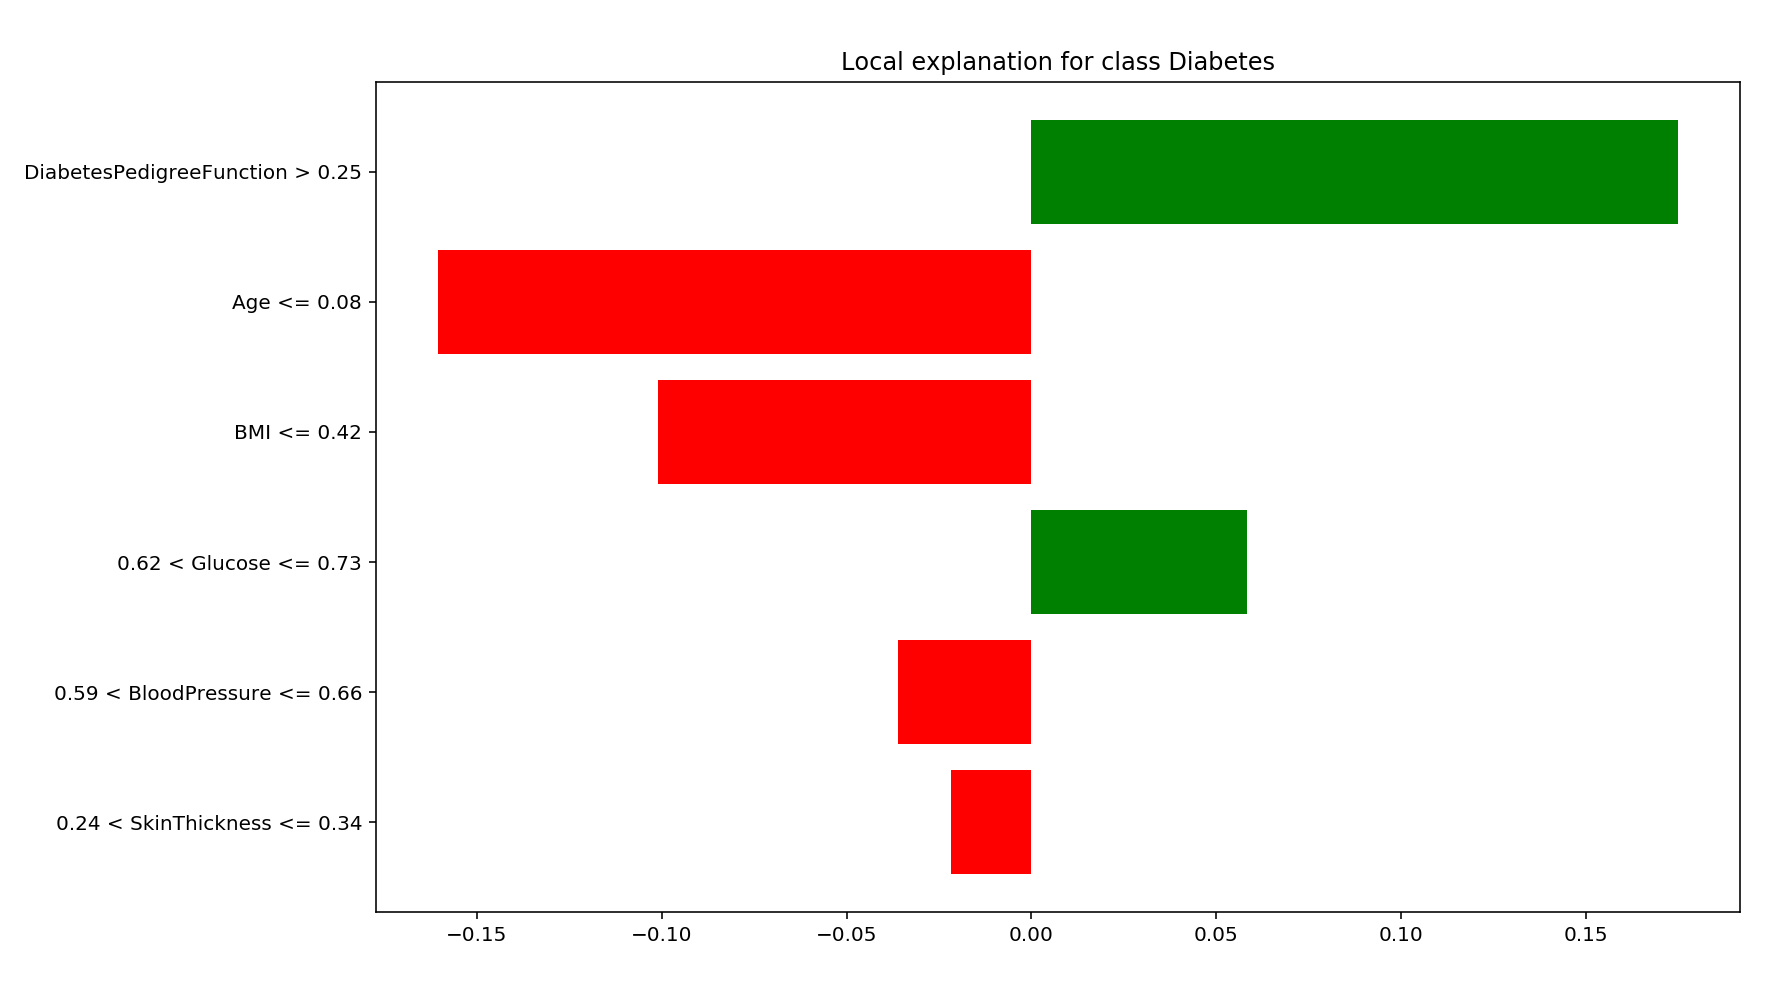 Local explanation for class Diabetes
DiabetesPedigreeFunction > 0.25
Age <= 0.08
BMI <= 0.42
0.62 < Glucose <= 0.73
0.59 < BloodPressure <= 0.66
0.24 < SkinThickness <= 0.34
−0.15 −0.10 −0.05 0.00 0.05 0.10 0.15